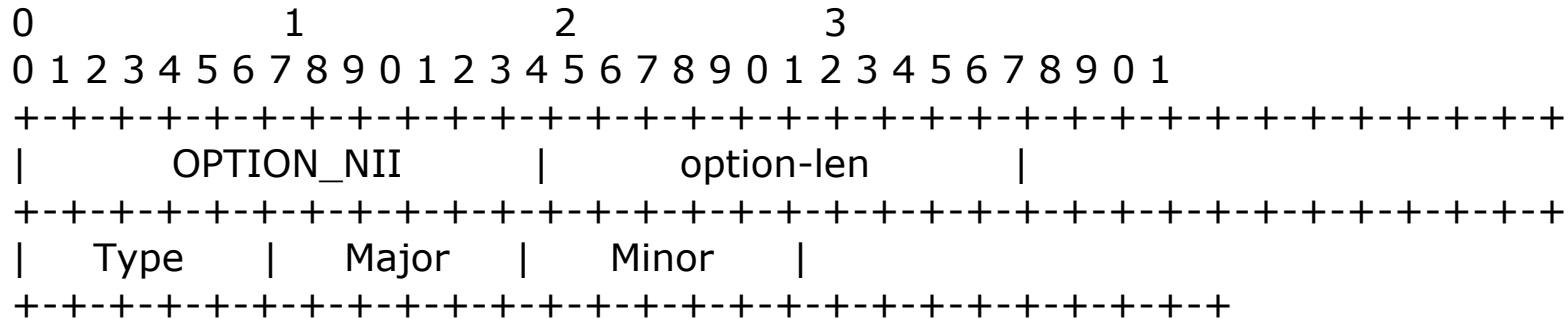 0                   1                   2                   3
0 1 2 3 4 5 6 7 8 9 0 1 2 3 4 5 6 7 8 9 0 1 2 3 4 5 6 7 8 9 0 1
+-+-+-+-+-+-+-+-+-+-+-+-+-+-+-+-+-+-+-+-+-+-+-+-+-+-+-+-+-+-+-+-+
|          OPTION_NII           |          option-len           |
+-+-+-+-+-+-+-+-+-+-+-+-+-+-+-+-+-+-+-+-+-+-+-+-+-+-+-+-+-+-+-+-+
|     Type      |     Major     |     Minor     |
+-+-+-+-+-+-+-+-+-+-+-+-+-+-+-+-+-+-+-+-+-+-+-+-+-+